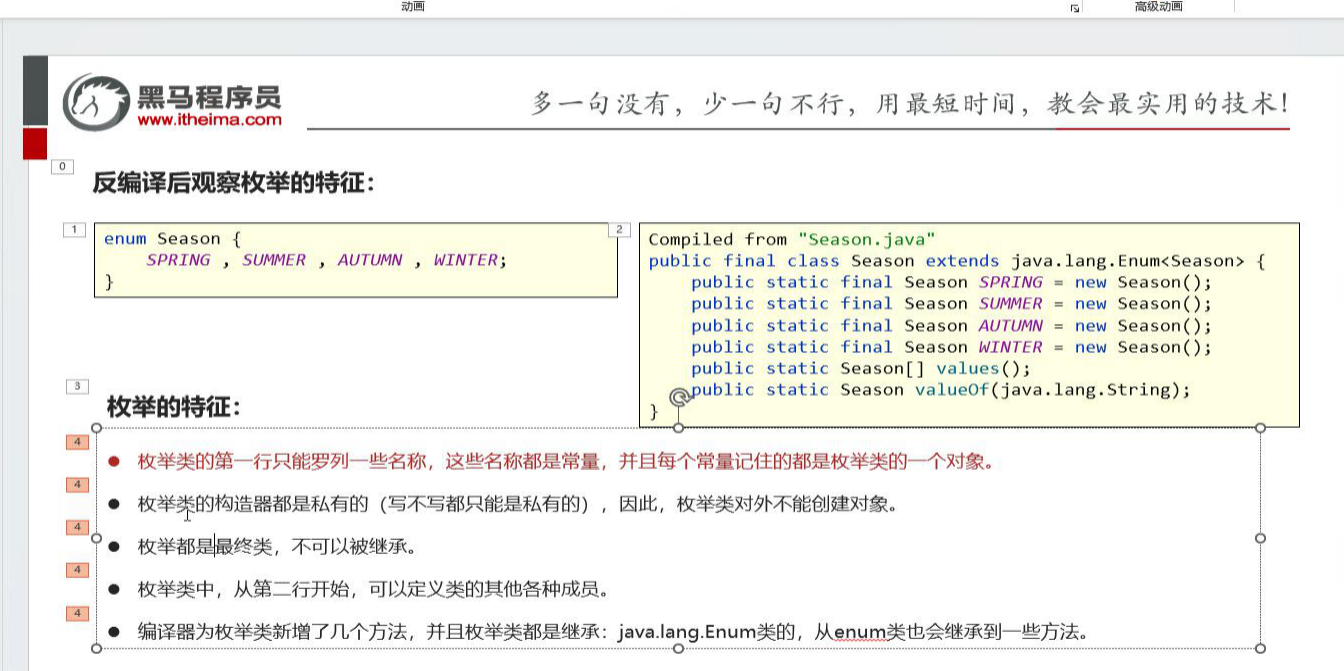 动画
高级动画
黑马程序员
www.itheima.com
多一句没有，少一句不行，用最短时间，教会最实用的技术！
0
反编译后观察枚举的特征：
1
enum Season {
SPRING , SUMMER , AUTUMN , WINTER;
}
2
Compiled from "Season.java"
public final class Season extends java.lang.Enum<Season> {
public static final Season SPRING = new Season();
public static final Season SUMMER = new Season();
public static final Season AUTUMN = new Season();
public static final Season WINTER = new Season();
public static Season[] values();
public static Season valueOf(java.lang.String);
}
3
枚举的特征：
4
枚举类的第一行只能罗列一些名称，这些名称都是常量，并且每个常量记住的都是枚举类的一个对象。
4
枚举类的构造器都是私有的（写不写都只能是私有的），因此，枚举类对外不能创建对象。
4
枚举都是最终类，不可以被继承。
4
枚举类中，从第二行开始，可以定义类的其他各种成员。
4
编译器为枚举类新增了几个方法，并且枚举类都是继承：java.lang.Enum类的，从enum类也会继承到一些方法。